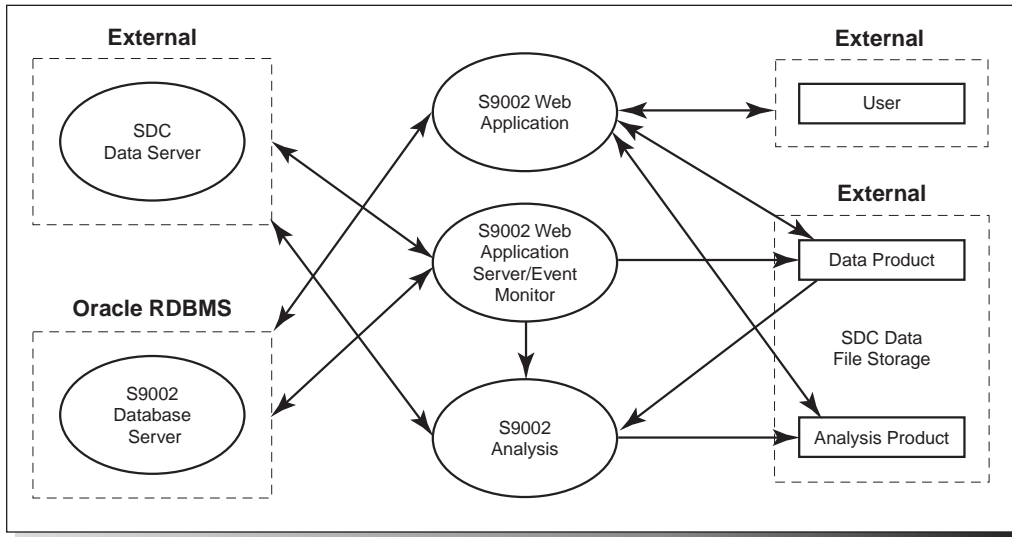 External
SDC
Data Server
Oracle RDBMS
S9002
Database
Server
S9002 Web
Application
S9002 Web
Application
Server/Event
Monitor
S9002
Analysis
External
User
External
Data Product
SDC Data
File Storage
Analysis Product